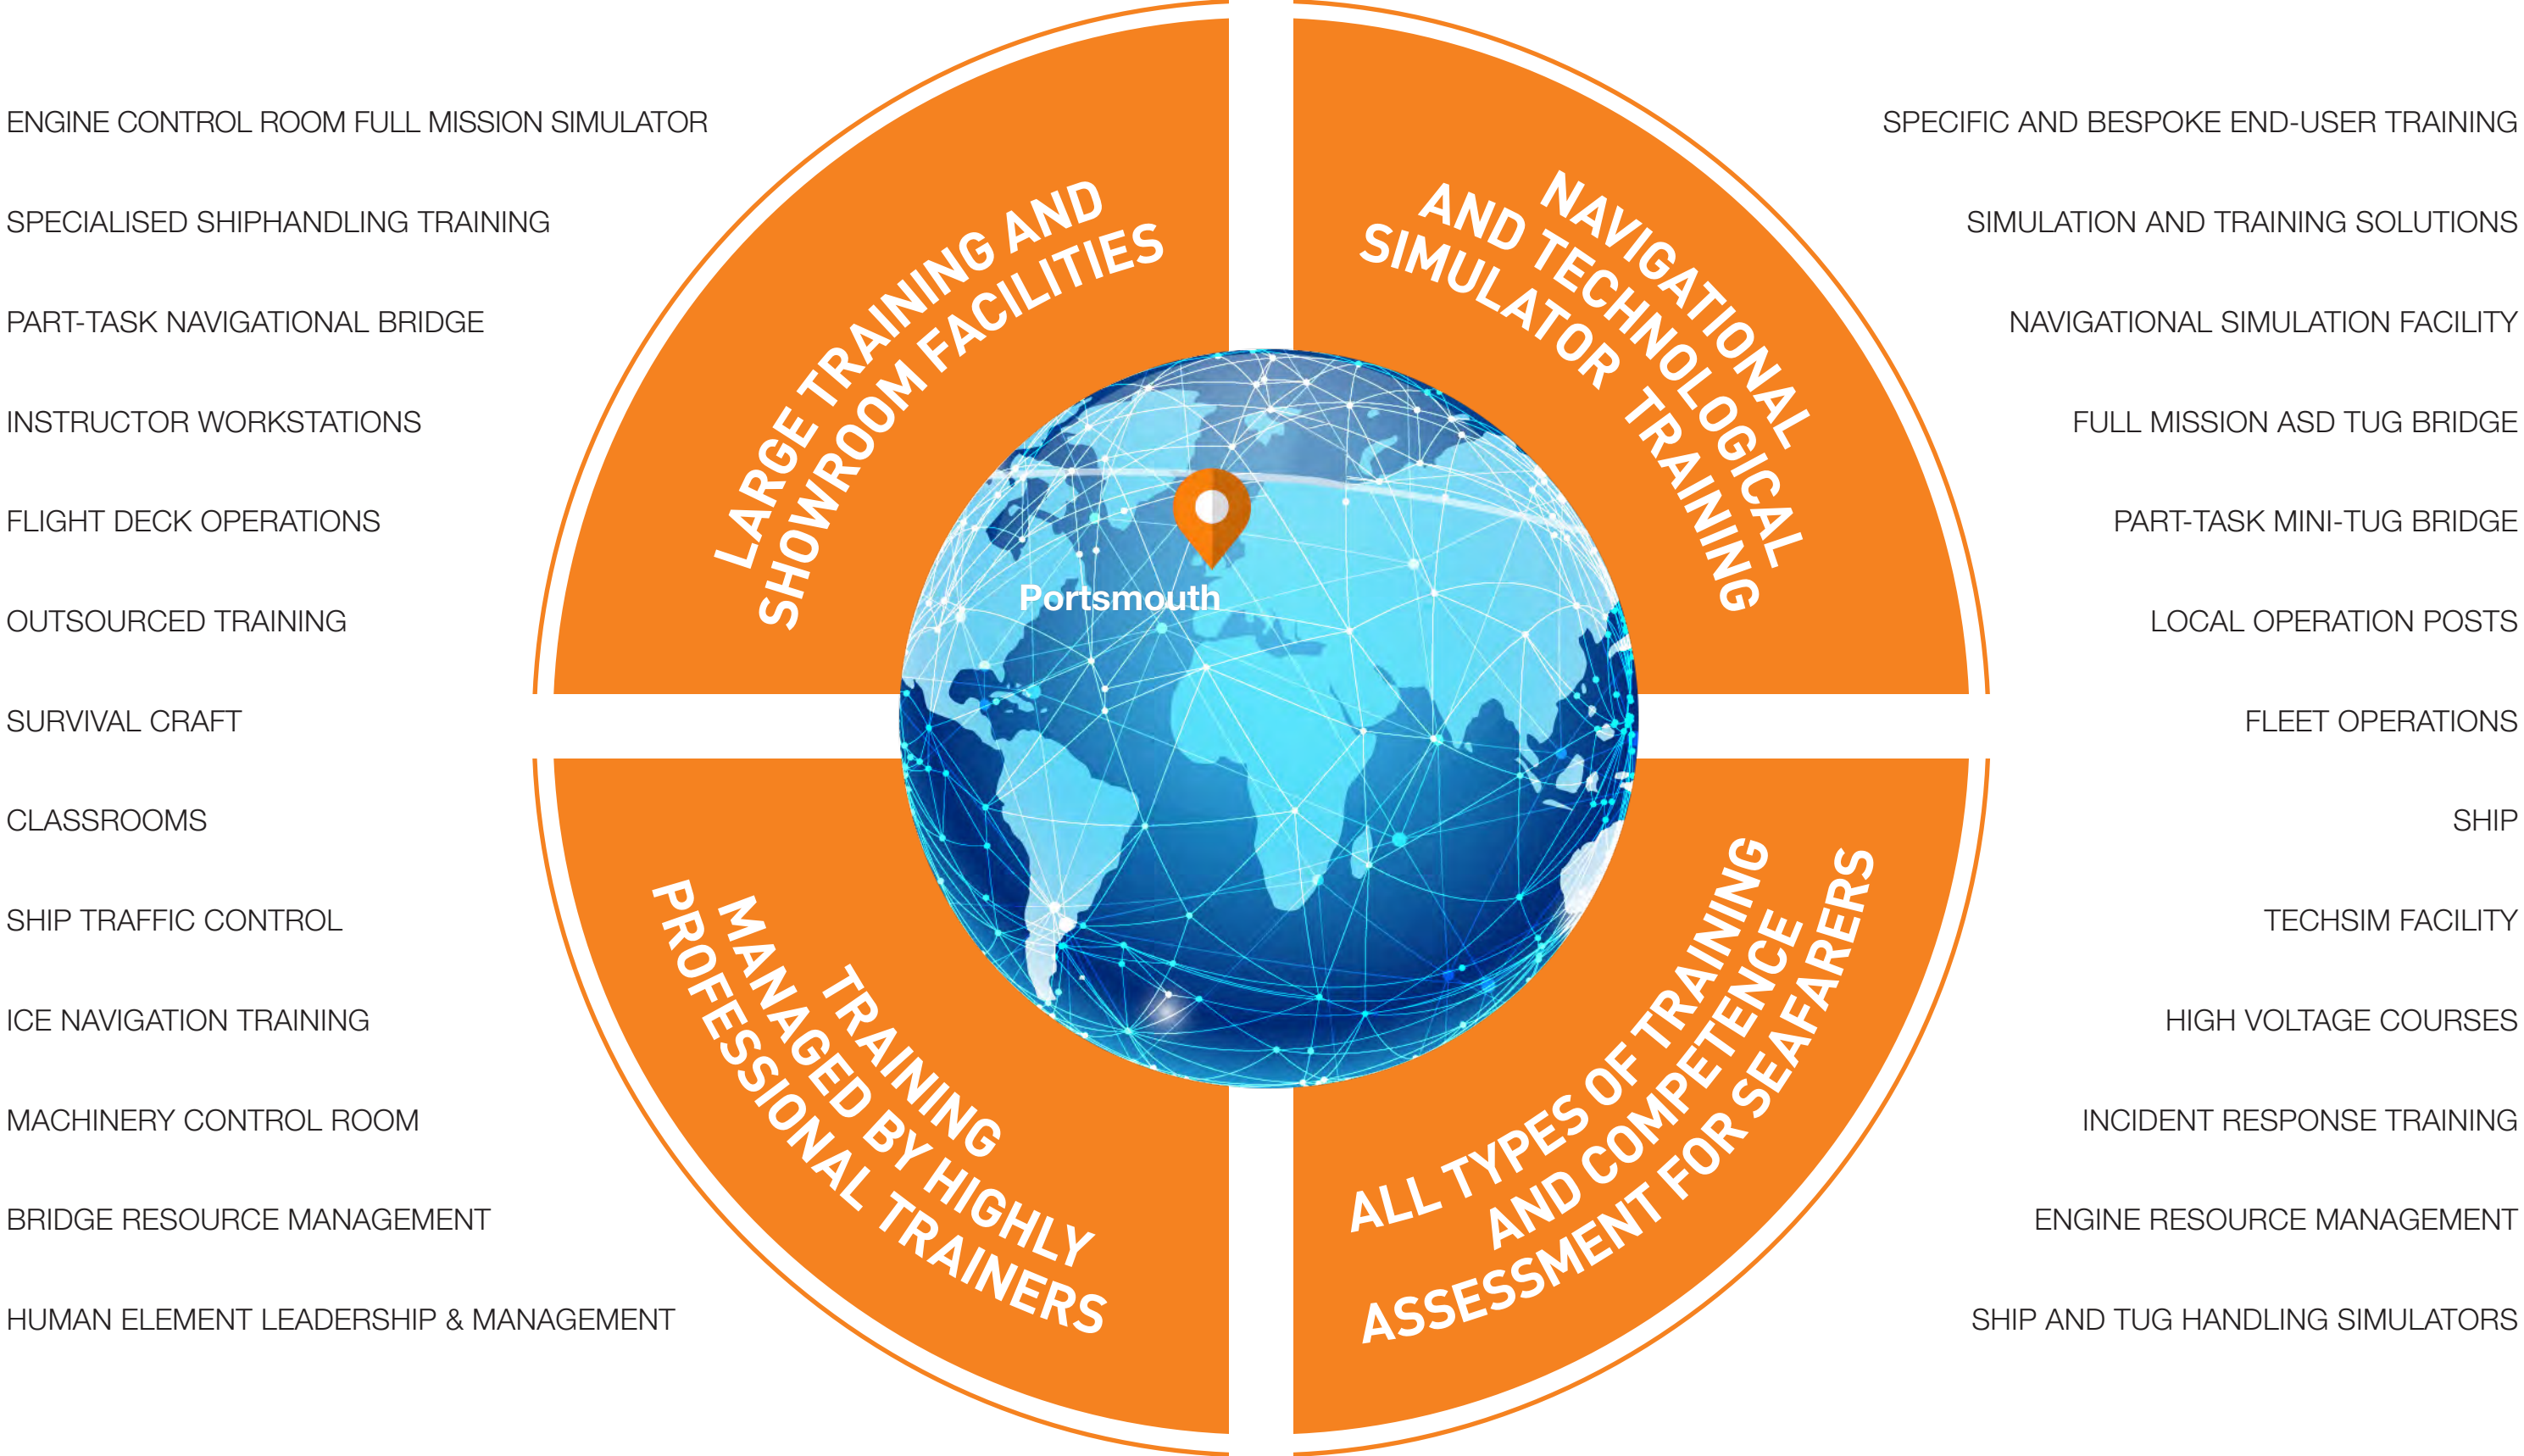 ENGINE CONTROL ROOM FULL MISSION SIMULATOR
SPECIALISED SHIPHANDLING TRAINING
PART-TASK NAVIGATIONAL BRIDGE
INSTRUCTOR WORKSTATIONS
FLIGHT DECK OPERATIONS
OUTSOURCED TRAINING
SURVIVAL CRAFT
CLASSROOMS
SHIP TRAFFIC CONTROL
ICE NAVIGATION TRAINING
MACHINERY CONTROL ROOM
BRIDGE RESOURCE MANAGEMENT
HUMAN ELEMENT LEADERSHIP & MANAGEMENT
LARGE TRAINING AND
SHOWROOM FACILITIES
NAVIGATIONAL
AND TECHNOLOGICAL
SIMULATOR TRAINING
Portsmouth
TRAINING
MANAGED BY HIGHLY
PROFESSIONAL TRAINERS
ALL TYPES OF TRAINING
AND COMPETENCE
ASSESSMENT FOR SEAFARERS
SPECIFIC AND BESPOKE END-USER TRAINING
SIMULATION AND TRAINING SOLUTIONS
NAVIGATIONAL SIMULATION FACILITY
FULL MISSION ASD TUG BRIDGE
PART-TASK MINI-TUG BRIDGE
LOCAL OPERATION POSTS
FLEET OPERATIONS
SHIP
TECHSIM FACILITY
HIGH VOLTAGE COURSES
INCIDENT RESPONSE TRAINING
ENGINE RESOURCE MANAGEMENT
SHIP AND TUG HANDLING SIMULATORS